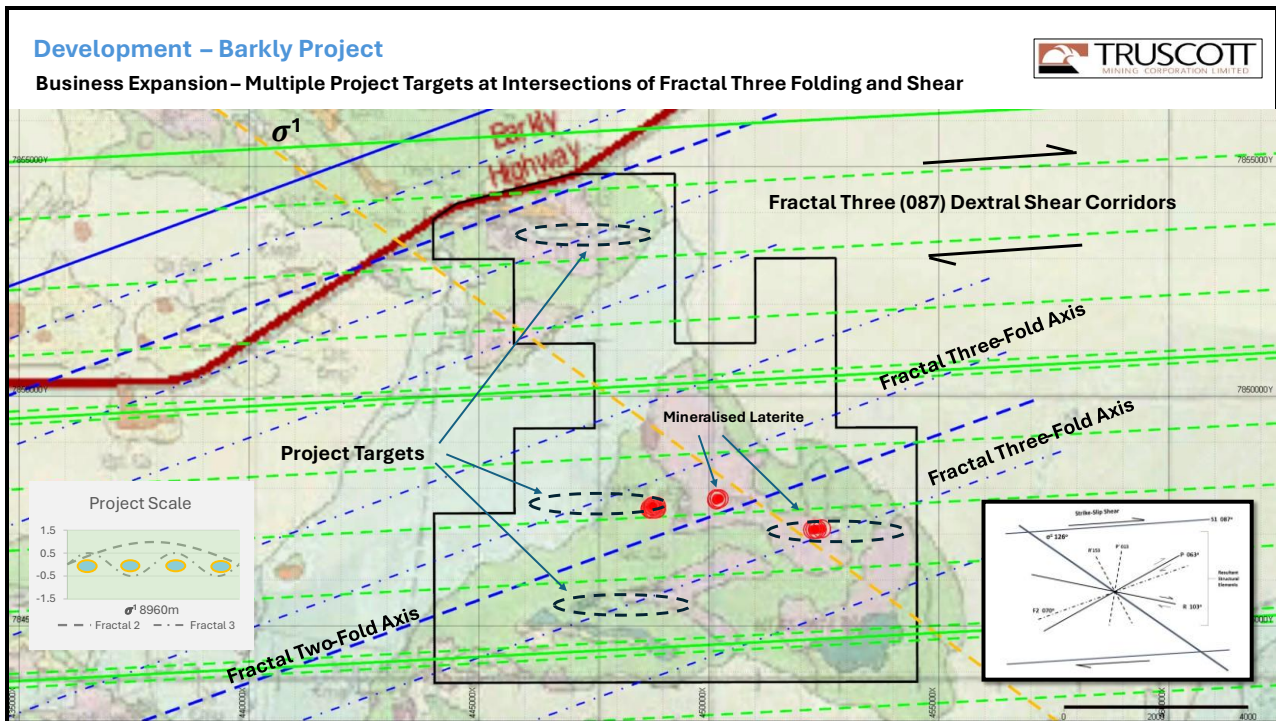 Development – Barkly Project
TRUSCOTT
MINING CORPORATION LIMITED
Business Expansion – Multiple Project Targets at Intersections of Fractal Three Folding and Shear
σ¹
Barkly
Highway
7855000Y
7855000Y
Fractal Three (087) Dextral Shear Corridors
Fractal Three-Fold Axis
7850000Y
Mineralised Laterite
Fractal Three-Fold Axis
Project Targets
Project Scale
1.5
0.5
-0.5
-1.5
σ¹ 8960m
Fractal 2
Fractal 3
Strike-Slip Shear
S1 087°
σ¹ 126°
P 063°
Resultant
Structural
Elements
F2 070°
R 103°
Fractal Two-Fold Axis
440000X
445000X
450000X
455000X
0
2000
4000